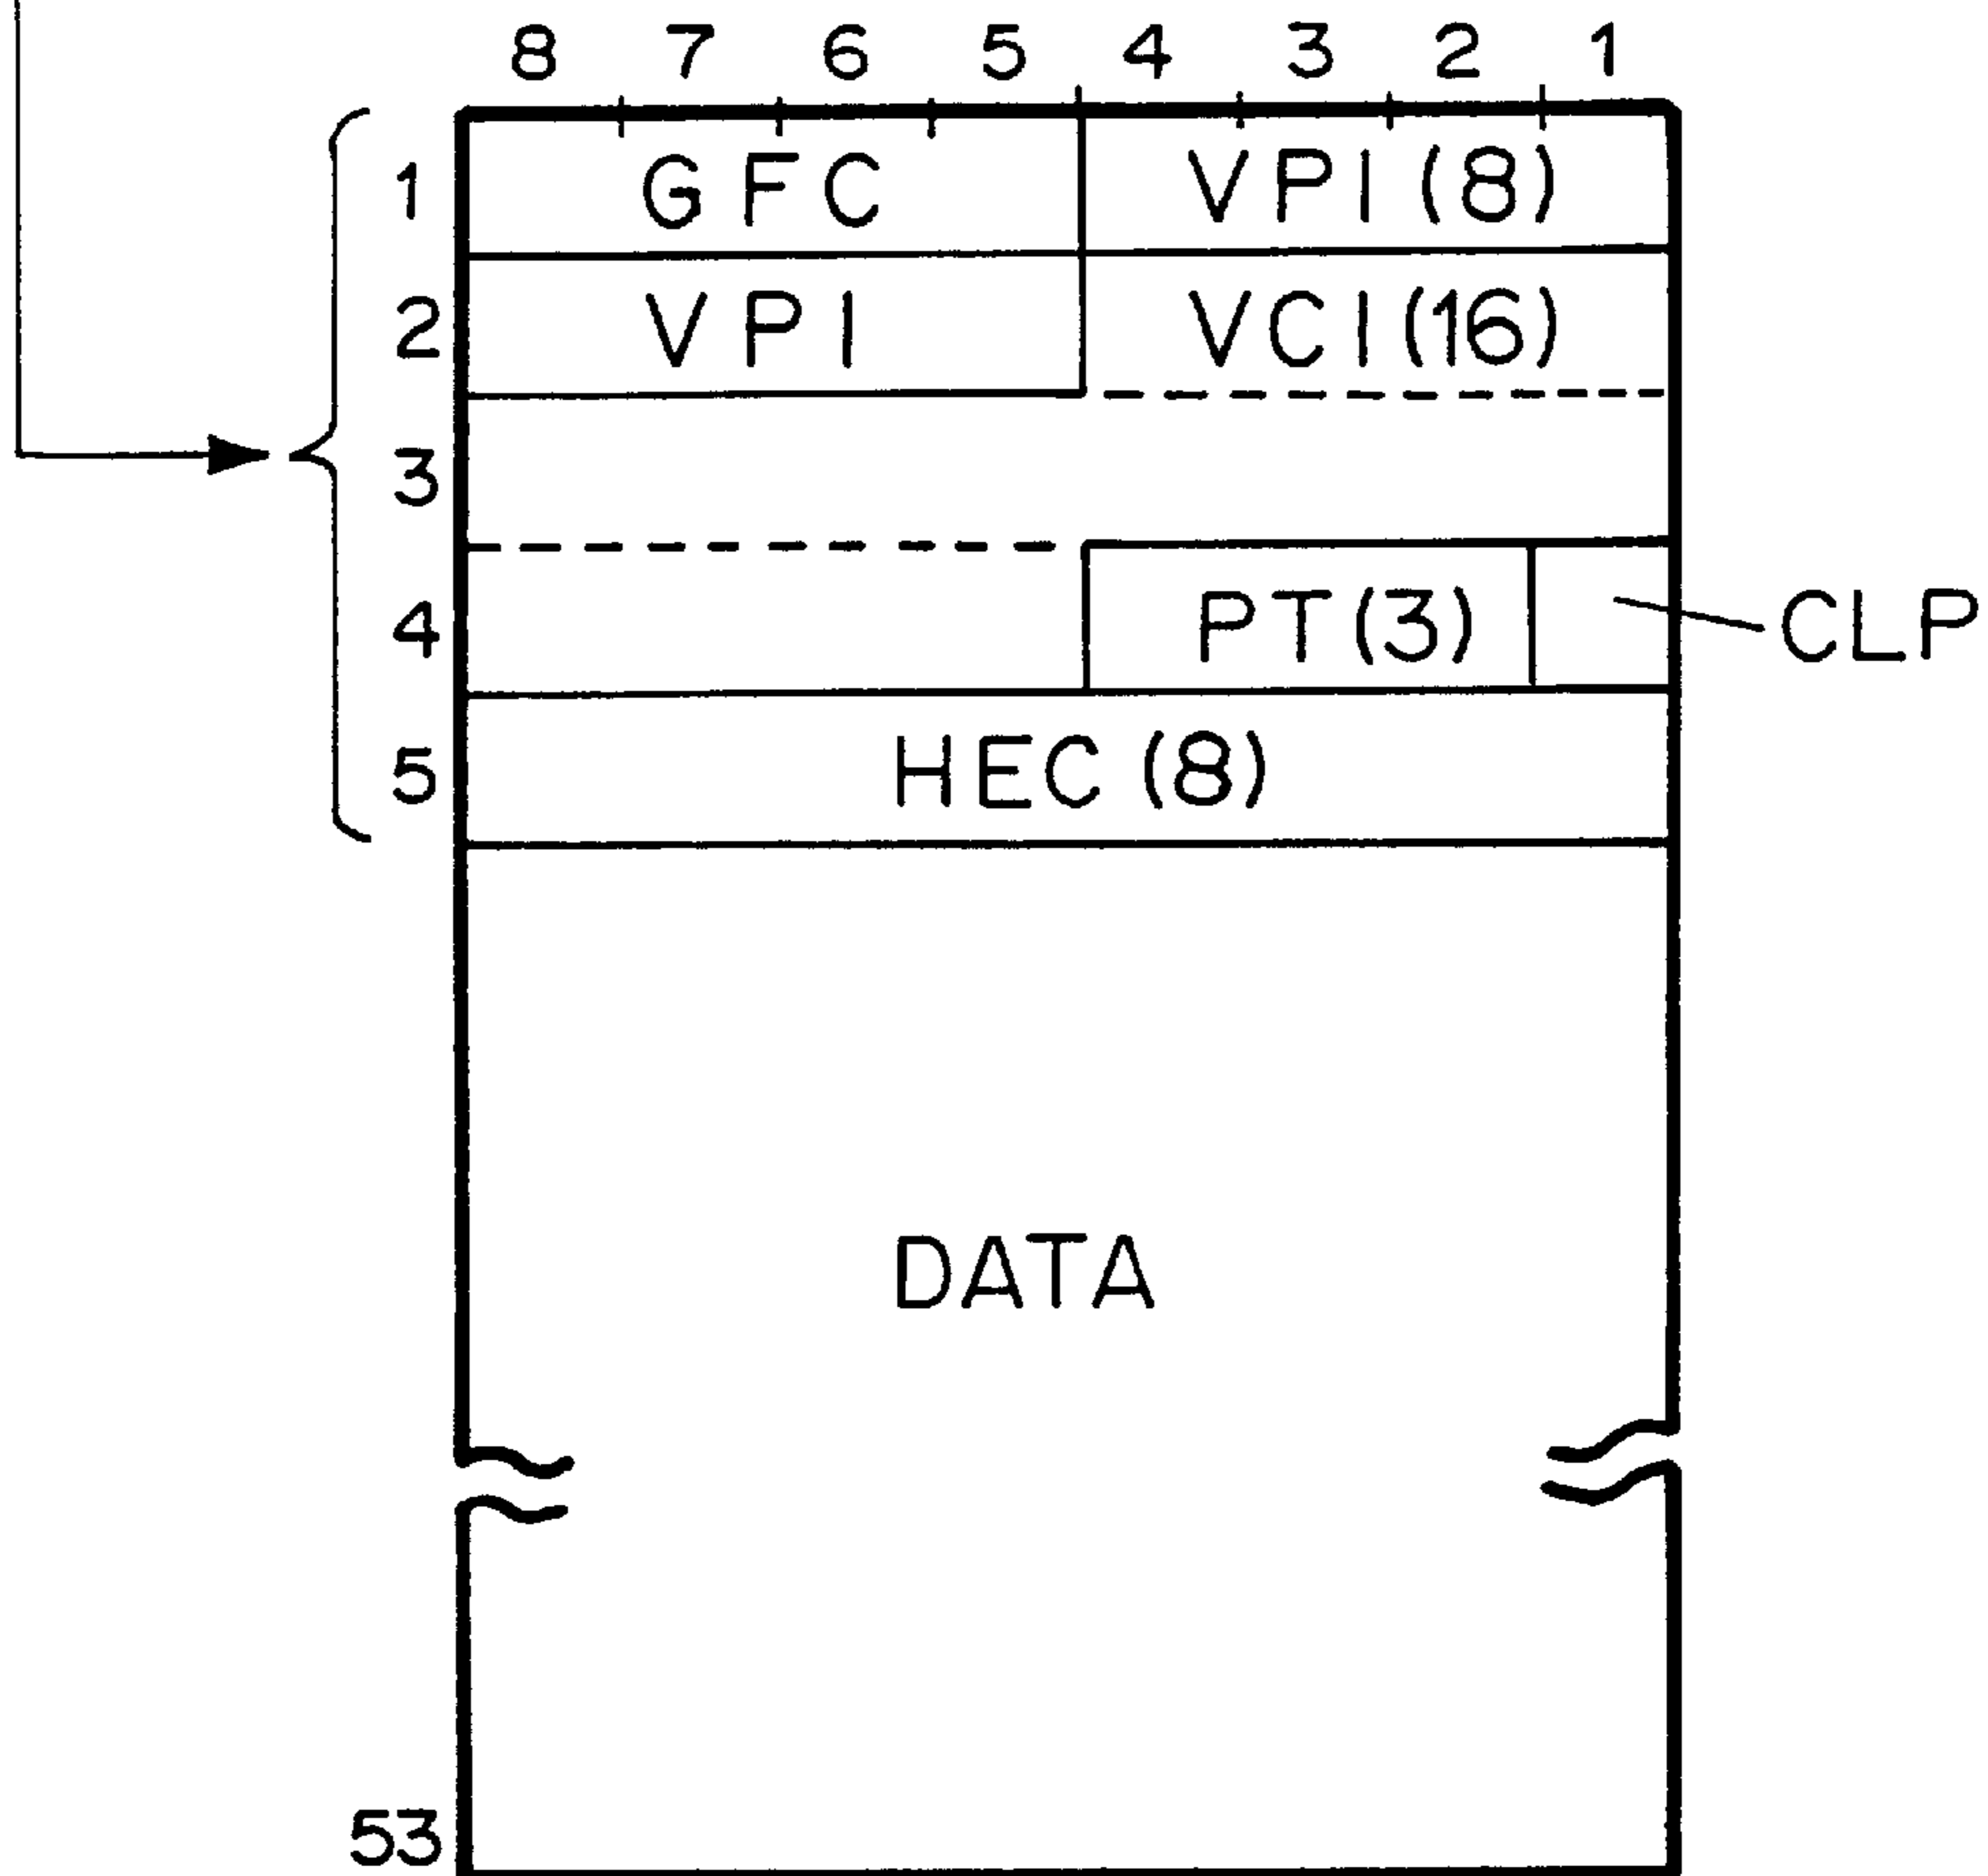 8 7 6 5 4 3 2 1
1 GFC VPI(8)
2 VPI VCI(16)
3
4 PT(3) CLP
5 HEC(8)
DATA
53